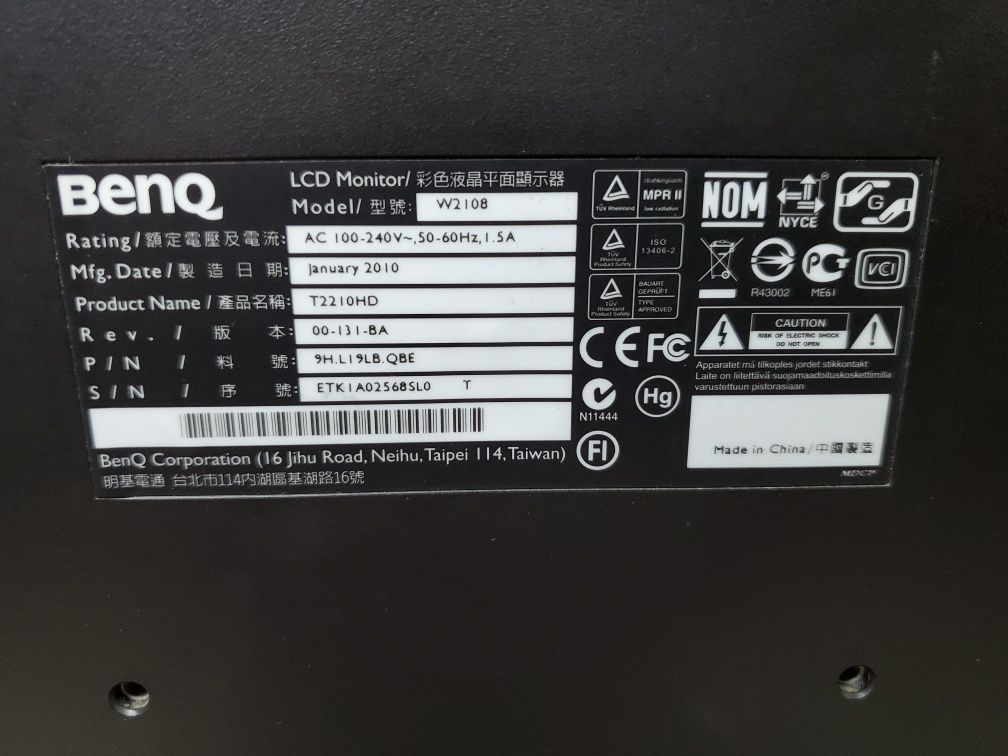 BenQ
LCD Monitor/ 彩色液晶平面顯示器
Model/ 型號: W2108
Rating/額定電壓及電流: AC 100-240V~,50-60Hz,1.5A
Mfg. Date/製 造 日 期: January 2010
Product Name / 產品名稱: T2210HD
Rev. / 版 本: 00-131-BA
P/N / 料 號: 9H.L19LB.QBE
S/N / 序 號: ETK1A02568SL0 T
BenQ Corporation (16 Jihu Road, Neihu, Taipei 114, Taiwan)
明基電通 台北市114內湖區基湖路16號
TÜV Rheinland
MPR II
low radiation
TÜV
Rheinland
Product Safety
ISO
13406-2
TÜV
Rheinland
Product Safety
BAUART
GEPRÜFT
TYPE
APPROVED
CE FC
N11444
Hg
FI
NOM
NYCE
G
R43002
ME61
VCI
CAUTION
RISK OF ELECTRIC SHOCK
DO NOT OPEN
Apparatet må tilkoples jordet stikkontakt
Laite on liitettävä suojamaadoituskoskettimilla
varustettuun pistorasiaan
Made in China/中國製造
MDCP